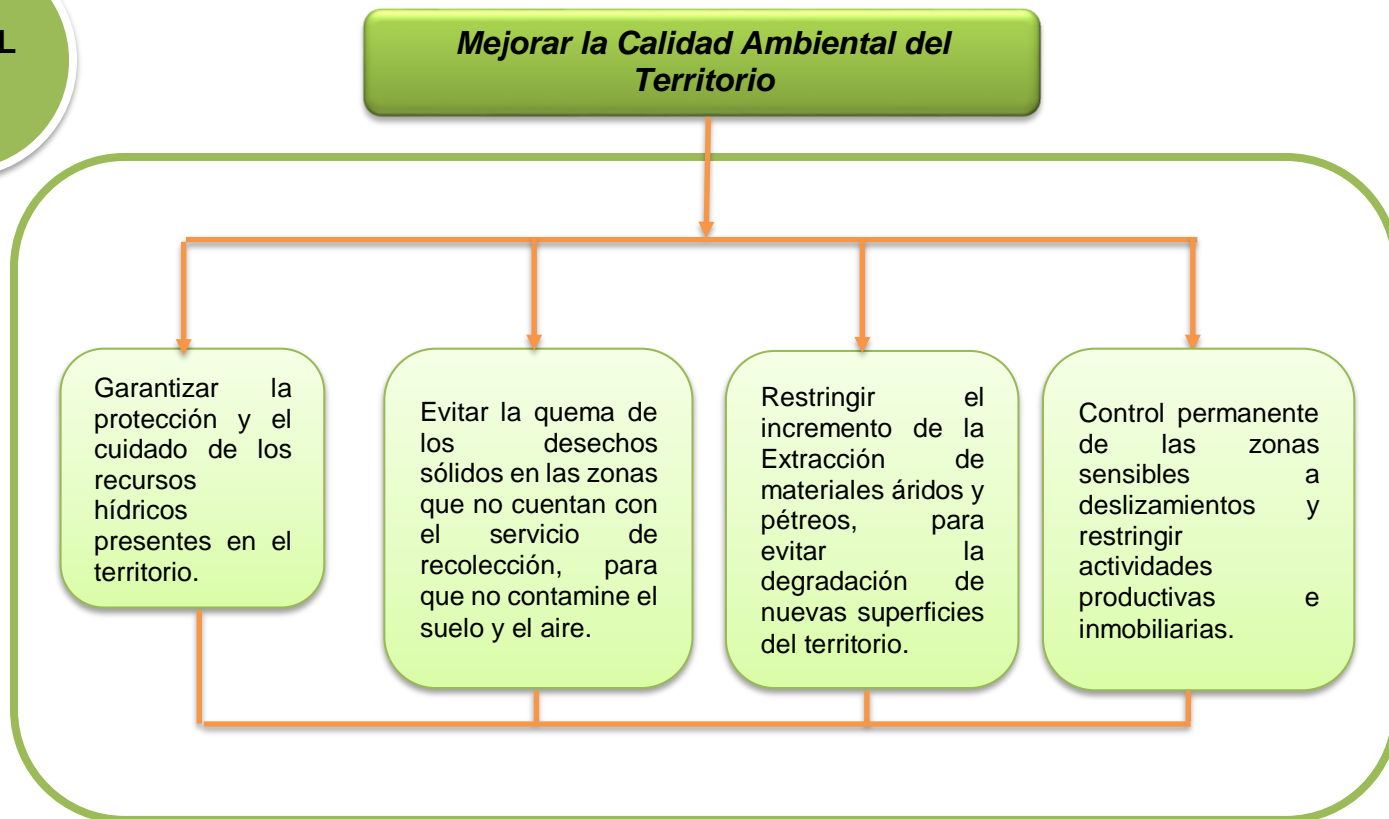 L
Mejorar la Calidad Ambiental del
Territorio
Garantizar la
protección y el
cuidado de los
recursos
hídricos
presentes en el
territorio.
Evitar la quema de
los desechos
sólidos en las zonas
que no cuentan con
el servicio de
recolección, para
que no contamine el
suelo y el aire.
Restringir el
incremento de la
Extracción de
materiales áridos y
pétreos, para
evitar la
degradación de
nuevas superficies
del territorio.
Control permanente
de las zonas
sensibles a
deslizamientos y
restringir
actividades
productivas e
inmobiliarias.